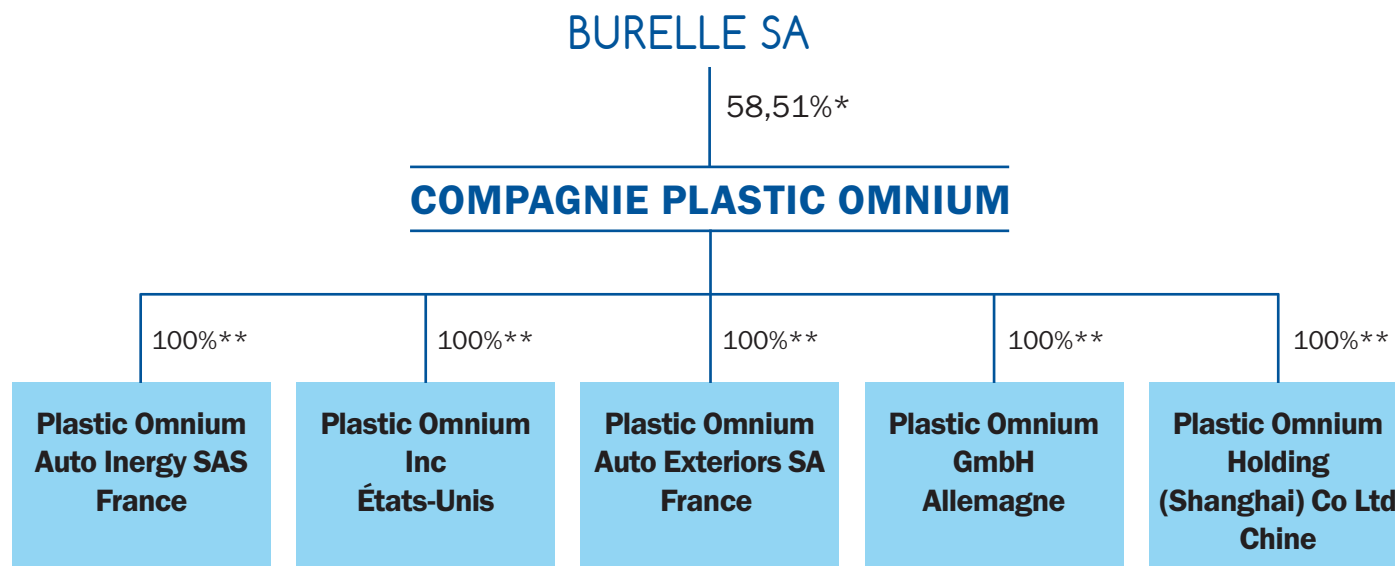 BURELLE SA
58,51%*
COMPAGNIE PLASTIC OMNIUM
100%**
100%**
100%**
100%**
100%**
Plastic Omnium
Auto Inergy SAS
France
Plastic Omnium
Inc
États-Unis
Plastic Omnium
Auto Exteriors SA
France
Plastic Omnium
GmbH
Allemagne
Plastic Omnium
Holding
(Shanghai) Co Ltd
Chine